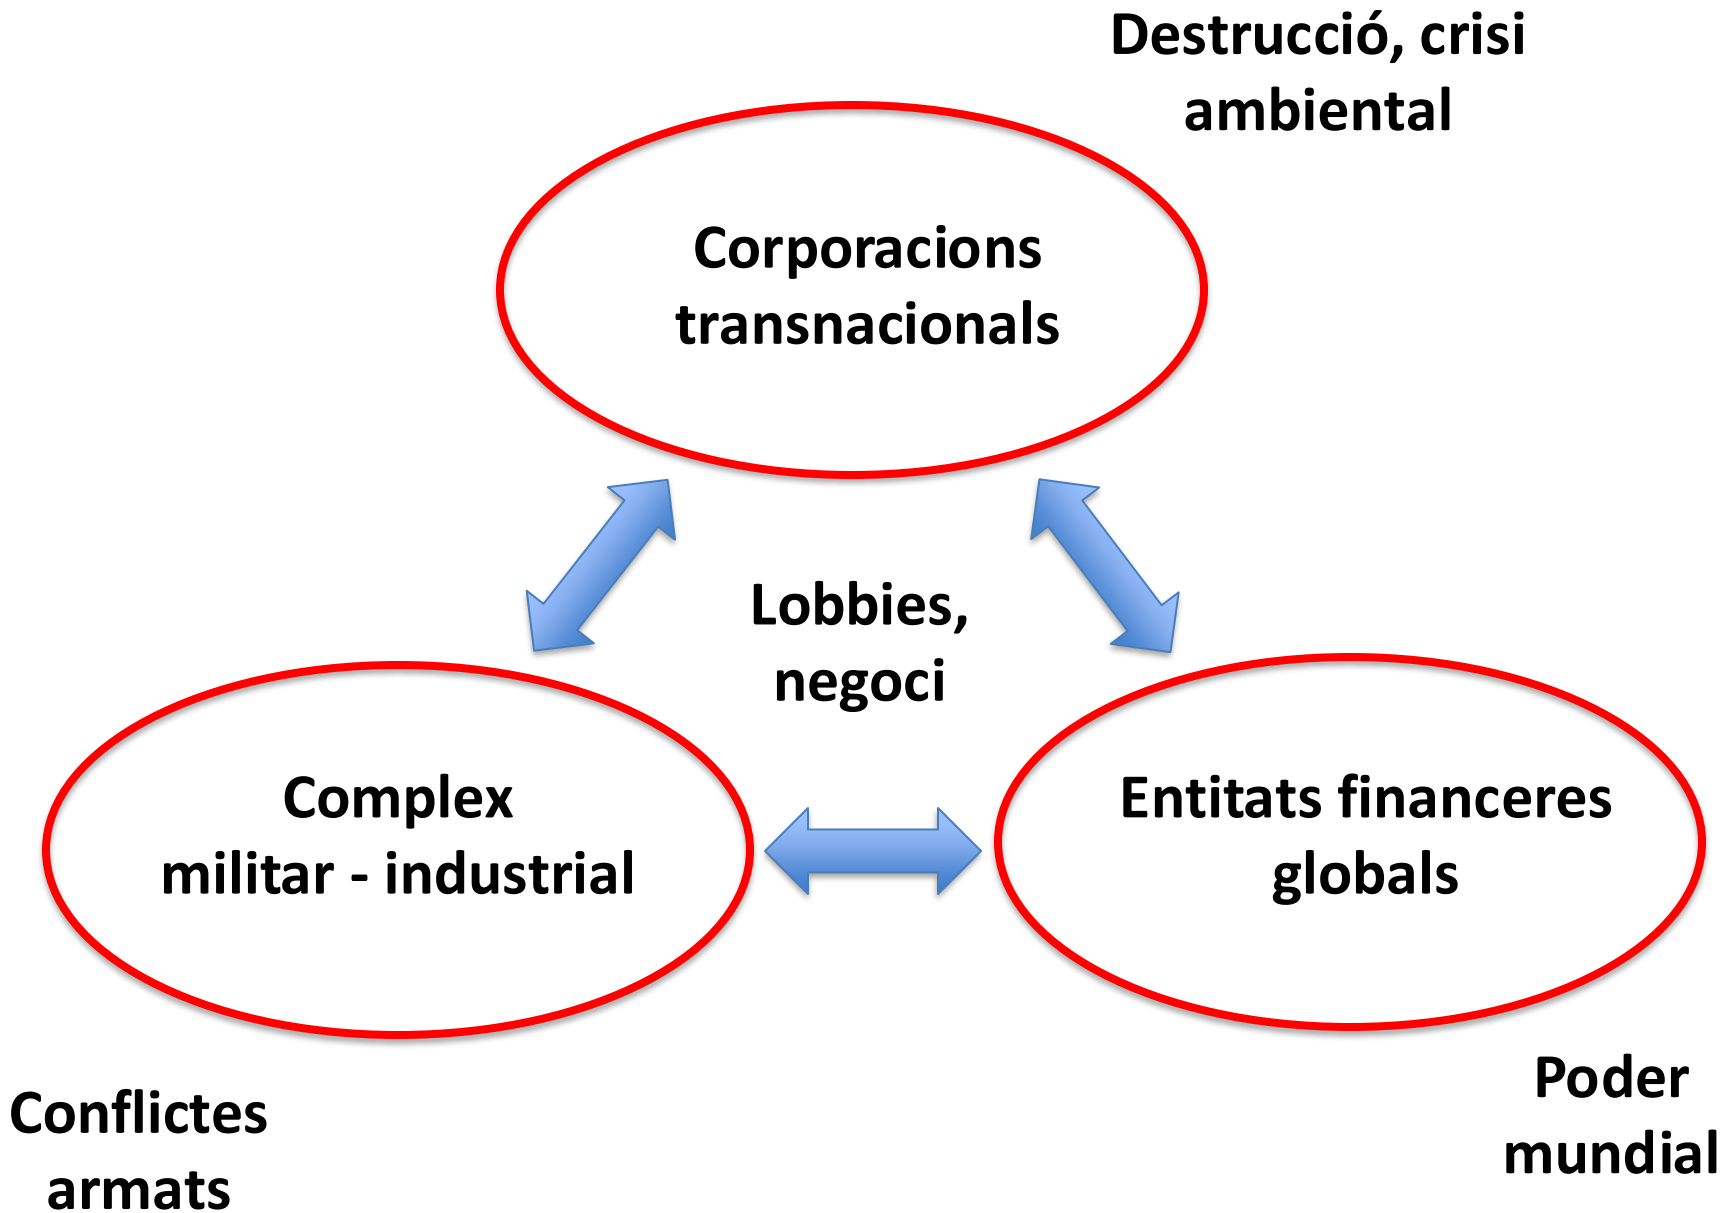 Destrucció, crisi
ambiental
Corporacions
transnacionals
Lobbies,
negoci
Complex
militar - industrial
Entitats financeres
globals
Conflictes
armats
Poder
mundial